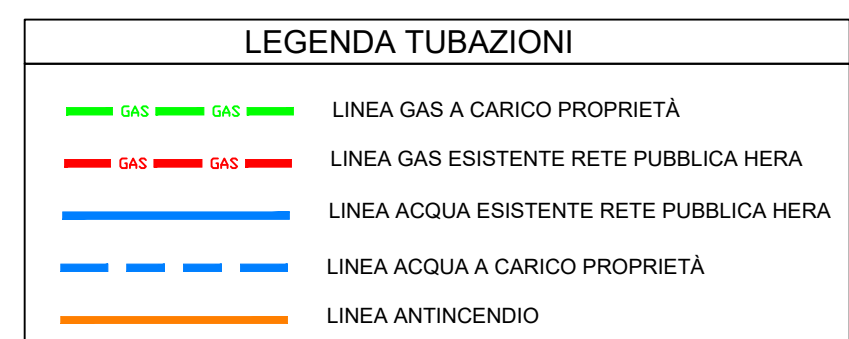 LEGENDA TUBAZIONI
GAS GAS LINEA GAS A CARICO PROPRIETÀ
GAS GAS LINEA GAS ESISTENTE RETE PUBBLICA HERA
LINEA ACQUA ESISTENTE RETE PUBBLICA HERA
LINEA ACQUA A CARICO PROPRIETÀ
LINEA ANTINCENDIO